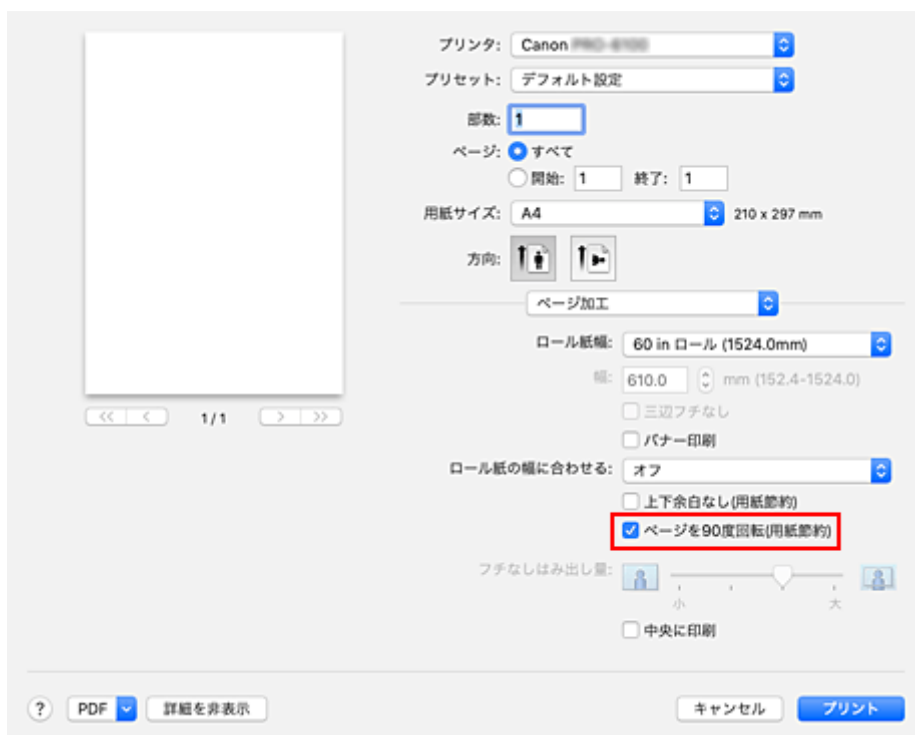 プリンタ: Canon
プリセット: デフォルト設定
部数: 1
ページ: すべて
開始: 1 終了: 1
用紙サイズ: A4 210 x 297 mm
方向:
ページ加工
ロール紙幅: 60 in ロール (1524.0mm)
幅: 610.0 mm (152.4-1524.0)
三辺フチなし
<< < 1/1 > >>
バナー印刷
ロール紙の幅に合わせる: オフ
上下余白なし(用紙節約)
ページを90度回転(用紙節約)
フチなしはみ出し量:
小 大
中央に印刷
? PDF 詳細を非表示 キャンセル プリント